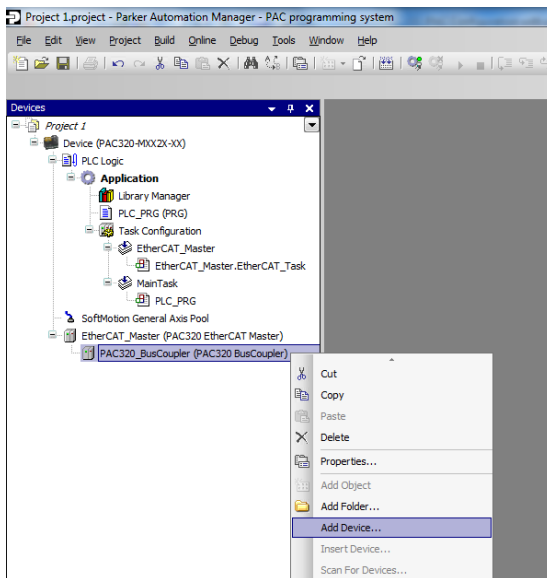 Project 1.project - Parker Automation Manager - PAC programming system
File Edit View Project Build Online Debug Tools Window Help
Devices
Project 1
Device (PAC320-MXX2X-XX)
PLC Logic
Application
Library Manager
PLC_PRG (PRG)
Task Configuration
EtherCAT_Master
EtherCAT_Master.EtherCAT_Task
MainTask
PLC_PRG
SoftMotion General Axis Pool
EtherCAT_Master (PAC320 EtherCAT Master)
PAC320_BusCoupler (PAC320 BusCoupler)
Cut
Copy
Paste
Delete
Properties...
Add Object
Add Folder...
Add Device...
Insert Device...
Scan For Devices...